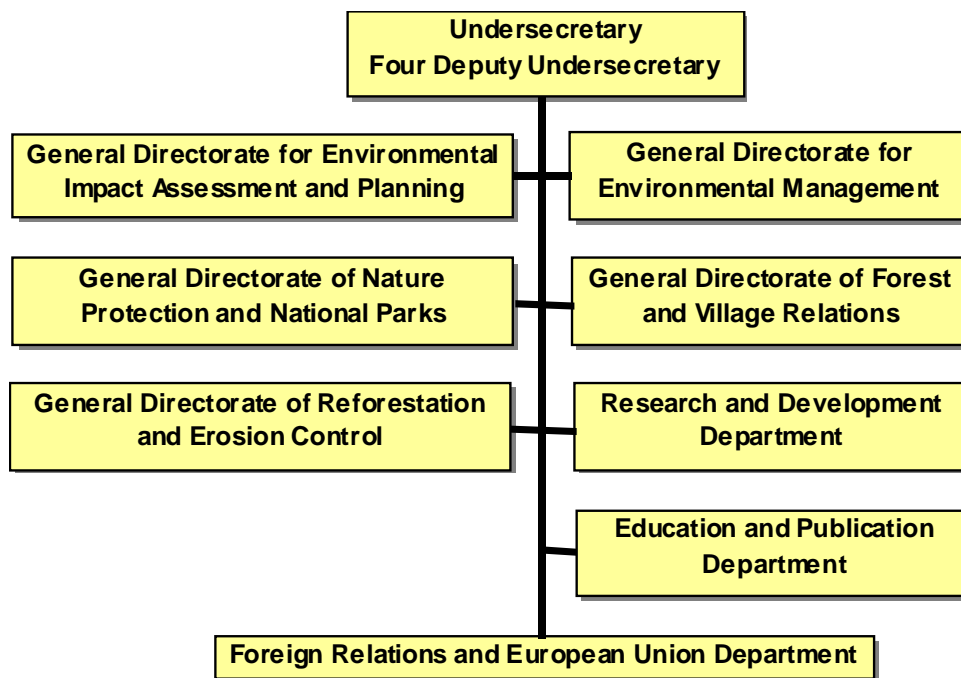 Undersecretary
Four Deputy Undersecretary
General Directorate for Environmental
Impact Assessment and Planning
General Directorate for
Environmental Management
General Directorate of Nature
Protection and National Parks
General Directorate of Forest
and Village Relations
General Directorate of Reforestation
and Erosion Control
Research and Development
Department
Education and Publication
Department
Foreign Relations and European Union Department